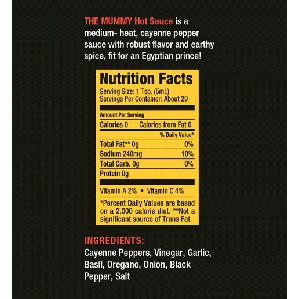 THE MUMMY Hot Sauce is a
medium- heat, cayenne pepper
sauce with robust flavor and earthy
spice, fit for an Egyptian prince!
Nutrition Facts
Serving Size: 1 Tsp. (5mL)
Servings Per Container: About 29
Amount Per Serving
Calories 0 Calories from Fat 0
% Daily Value*
Total Fat** 0g 0%
Sodium 240mg 10%
Total Carb. 0g 0%
Protein 0g
Vitamin A 2% • Vitamin C 4%
*Percent Daily Values are based
on a 2,000 calorie diet. **Not a
significant source of Trans Fat
INGREDIENTS:
Cayenne Peppers, Vinegar, Garlic,
Basil, Oregano, Onion, Black
Pepper, Salt